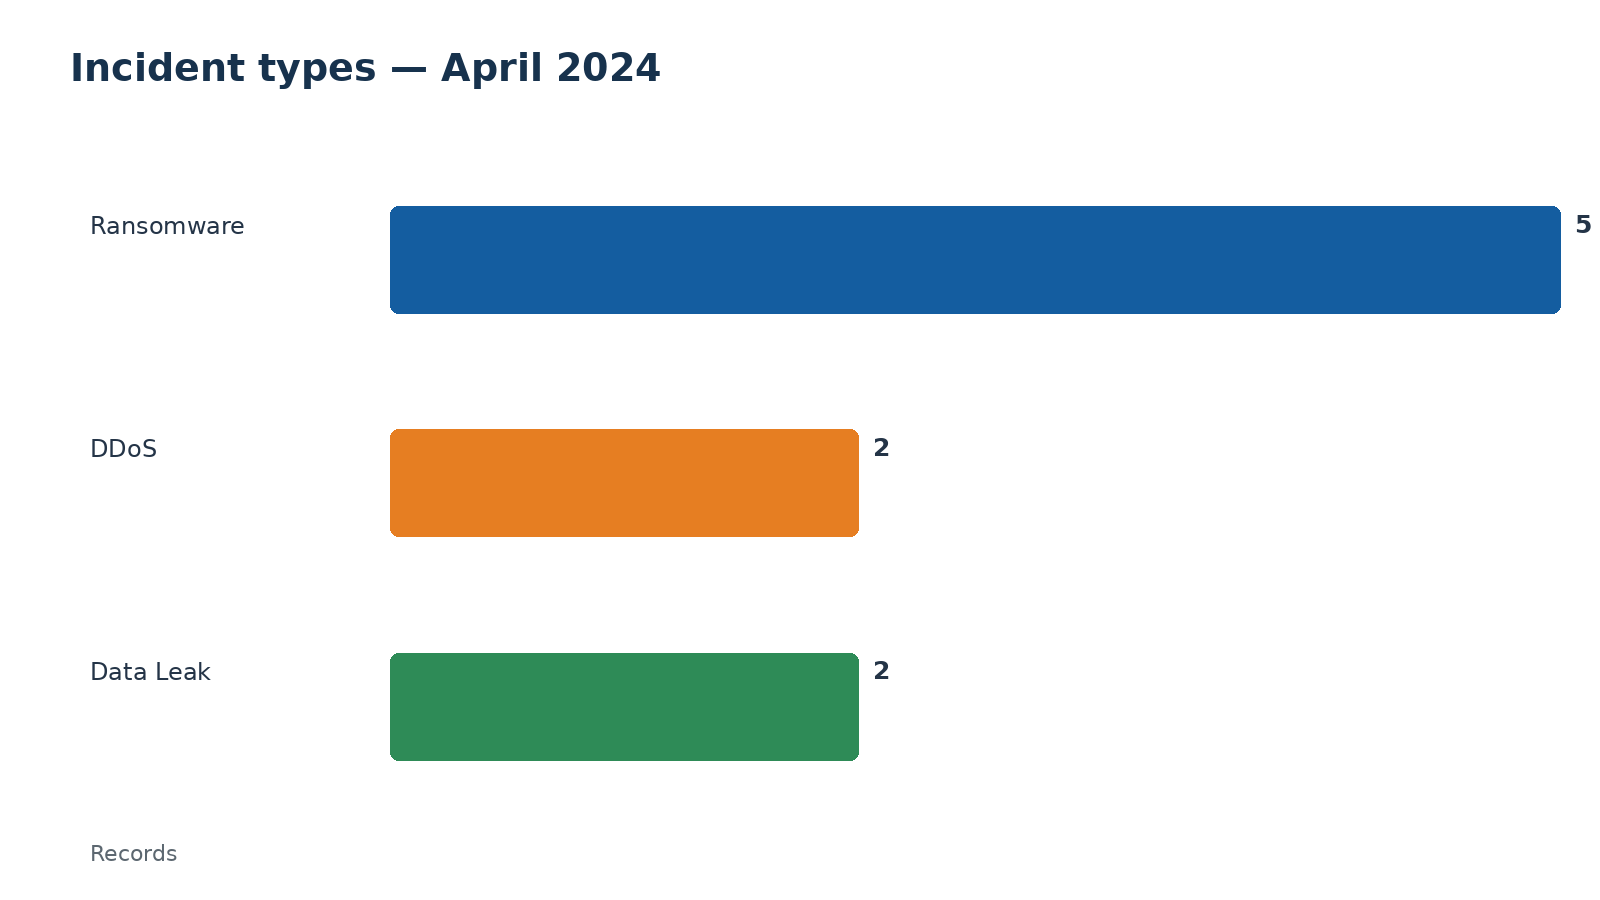 Incident types — April 2024
Ransomware 5
DDoS 2
Data Leak 2
Records